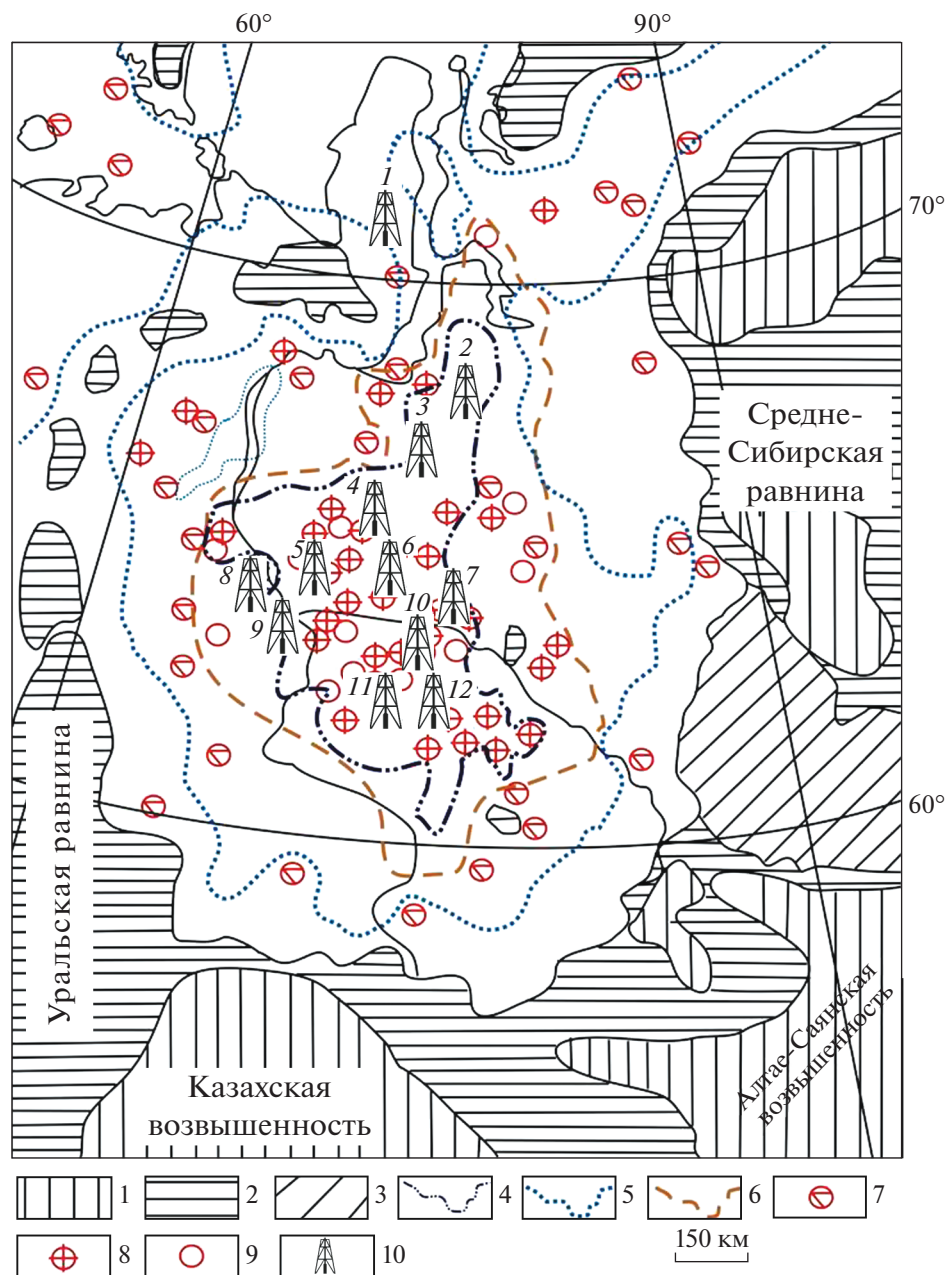 60° 90°
1
70°
2
3
Средне-
Сибирская
равнина
4
5 6
8 7
9 10
11 12
Уральская равнина
60°
Алтае-Саянская
возвышенность
Казахская
возвышенность
1 2 3 4 5 6 7
8 9 10 150 км